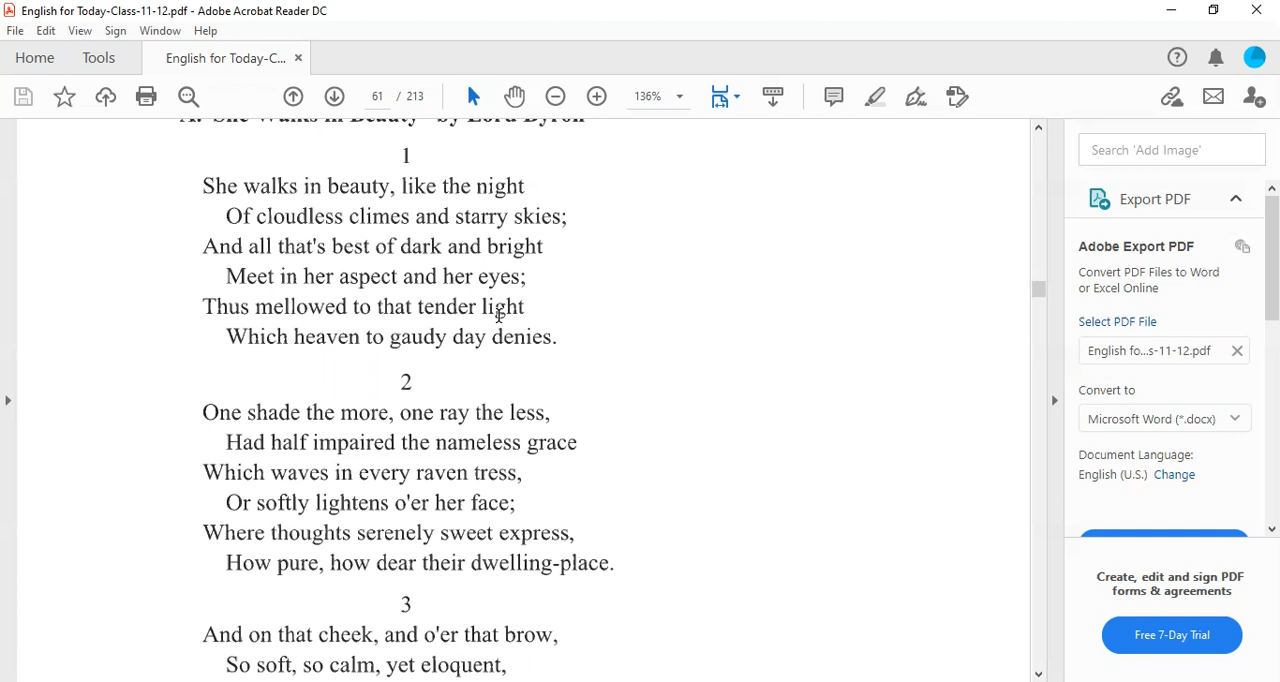 English for Today-Class-11-12.pdf - Adobe Acrobat Reader DC
File Edit View Sign Window Help
Home Tools English for Today-C... ×
61 / 213 136%
A. "She Walks in Beauty" by Lord Byron
1
She walks in beauty, like the night
Of cloudless climes and starry skies;
And all that's best of dark and bright
Meet in her aspect and her eyes;
Thus mellowed to that tender light
Which heaven to gaudy day denies.
2
One shade the more, one ray the less,
Had half impaired the nameless grace
Which waves in every raven tress,
Or softly lightens o'er her face;
Where thoughts serenely sweet express,
How pure, how dear their dwelling-place.
3
And on that cheek, and o'er that brow,
So soft, so calm, yet eloquent,
Search 'Add Image'
Export PDF
Adobe Export PDF
Convert PDF Files to Word
or Excel Online
Select PDF File
English fo...s-11-12.pdf
Convert to
Microsoft Word (*.docx)
Document Language:
English (U.S.) Change
Create, edit and sign PDF
forms & agreements
Free 7-Day Trial